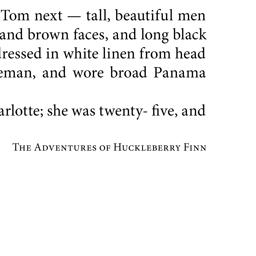 Tom next — tall, beautiful men
and brown faces, and long black
dressed in white linen from head
eman, and wore broad Panama
arlotte; she was twenty- five, and
THE ADVENTURES OF HUCKLEBERRY FINN